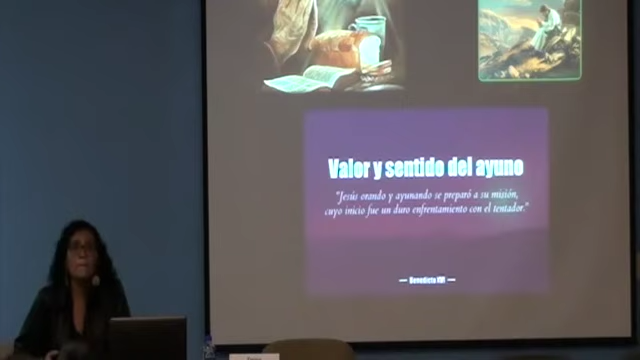 Valor y sentido del ayuno
"Jesús orando y ayunando se preparó a su misión,
cuyo inicio fue un duro enfrentamiento con el tentador."
— Benedicto XVI —